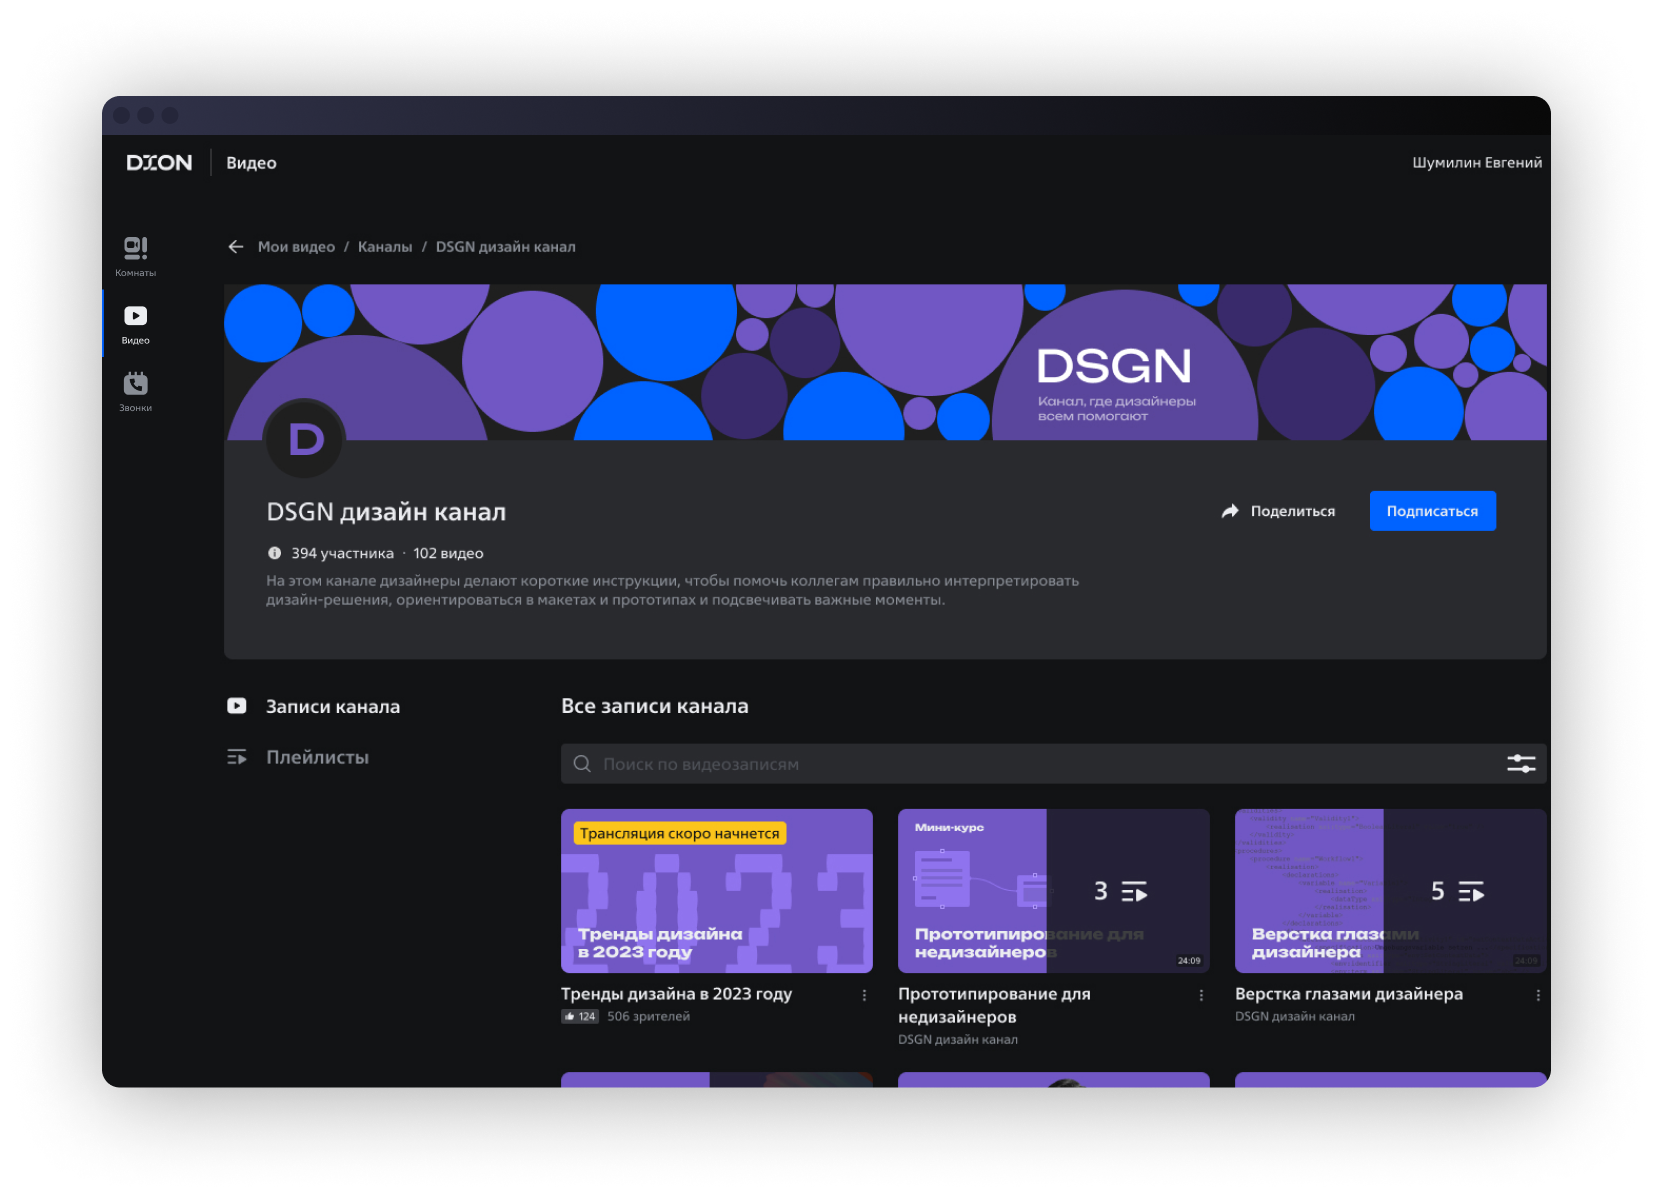 DION
Видео
Шумилин Евгений
Комнаты
Видео
Звонки
Мои видео / Каналы / DSGN дизайн канал
DSGN
Канал, где дизайнеры
всем помогают
D
DSGN дизайн канал
Поделиться
Подписаться
394 участника · 102 видео
На этом канале дизайнеры делают короткие инструкции, чтобы помочь коллегам правильно интерпретировать
дизайн-решения, ориентироваться в макетах и прототипах и подсвечивать важные моменты.
Записи канала
Плейлисты
Все записи канала
Поиск по видеозаписям
Трансляция скоро начнется
2023
Тренды дизайна
в 2023 году
Тренды дизайна в 2023 году
124
506 зрителей
Мини-курс
3
Прототипирование для
недизайнеров
24:09
Прототипирование для
недизайнеров
DSGN дизайн канал
5
Верстка глазами
дизайнера
24:09
Верстка глазами дизайнера
DSGN дизайн канал